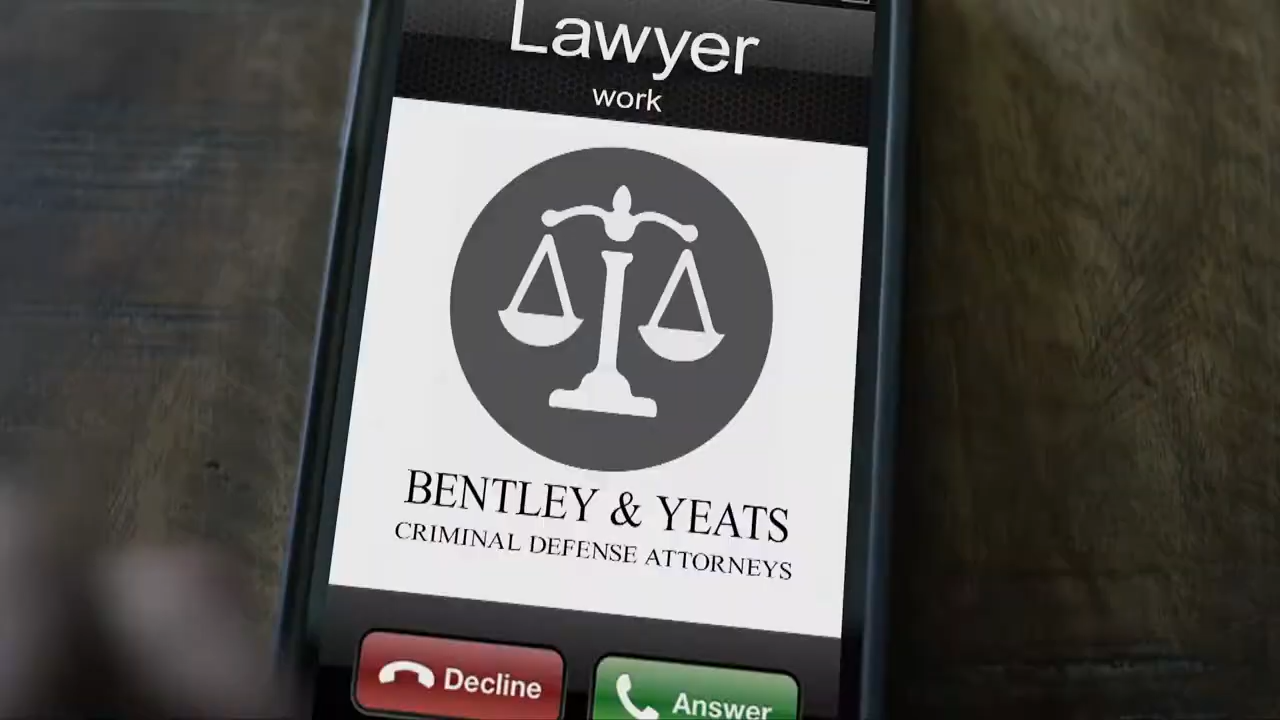 Lawyer
work
BENTLEY & YEATS
CRIMINAL DEFENSE ATTORNEYS
Decline
Answer